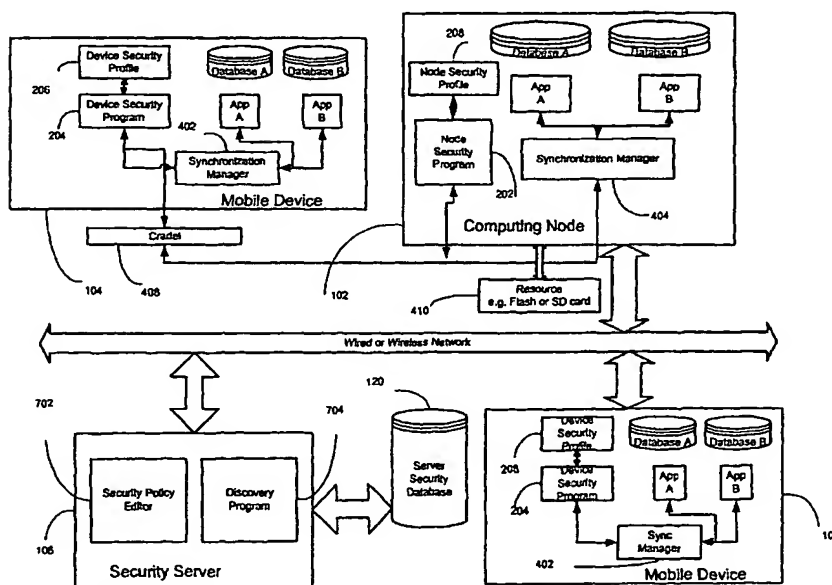 Device Security
Profile
Database A
Database B
206
Device Security
Program
App
A
App
B
204
402
Synchronization
Manager
Mobile Device
Cradel
104
408
208
Database A
Database B
Node Security
Profile
App
A
App
B
Node
Security
Program
Synchronization Manager
202
404
Computing Node
102
Resource
e.g. Flash or SD card
410
Wired or Wireless Network
702
704
Security Policy
Editor
Discovery
Program
106
Security Server
120
Server
Security
Database
Device
Security
Profile
Database A
Database B
208
Device
Security
Program
App
A
App
B
204
Sync
Manager
402
Mobile Device
10